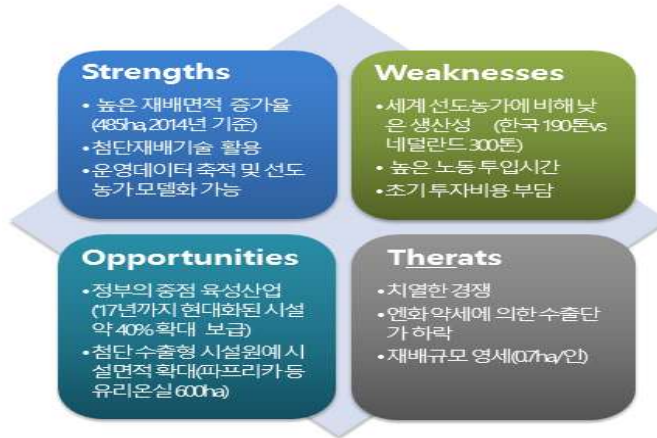 Strengths
• 높은 재배면적 증가율
(485ha, 2014년 기준)
• 첨단재배기술 활용
• 운영데이터 축적 및 선도
농가 모델화 가능
Weaknesses
• 세계 선도농가에 비해 낮
은 생산성 (한국 190톤vs
네덜란드 300톤)
• 높은 노동 투입시간
• 초기 투자비용 부담
Opportunities
• 정부의 중점 육성산업
('17년까지 현대화된 시설
약 40% 확대 보급)
• 첨단 수출형 시설원예 시
설면적 확대(파프리카 등
유리온실 600ha)
Therats
• 치열한 경쟁
• 엔화 약세에 의한 수출단
가 하락
• 재배규모 영세(0.7ha/인)